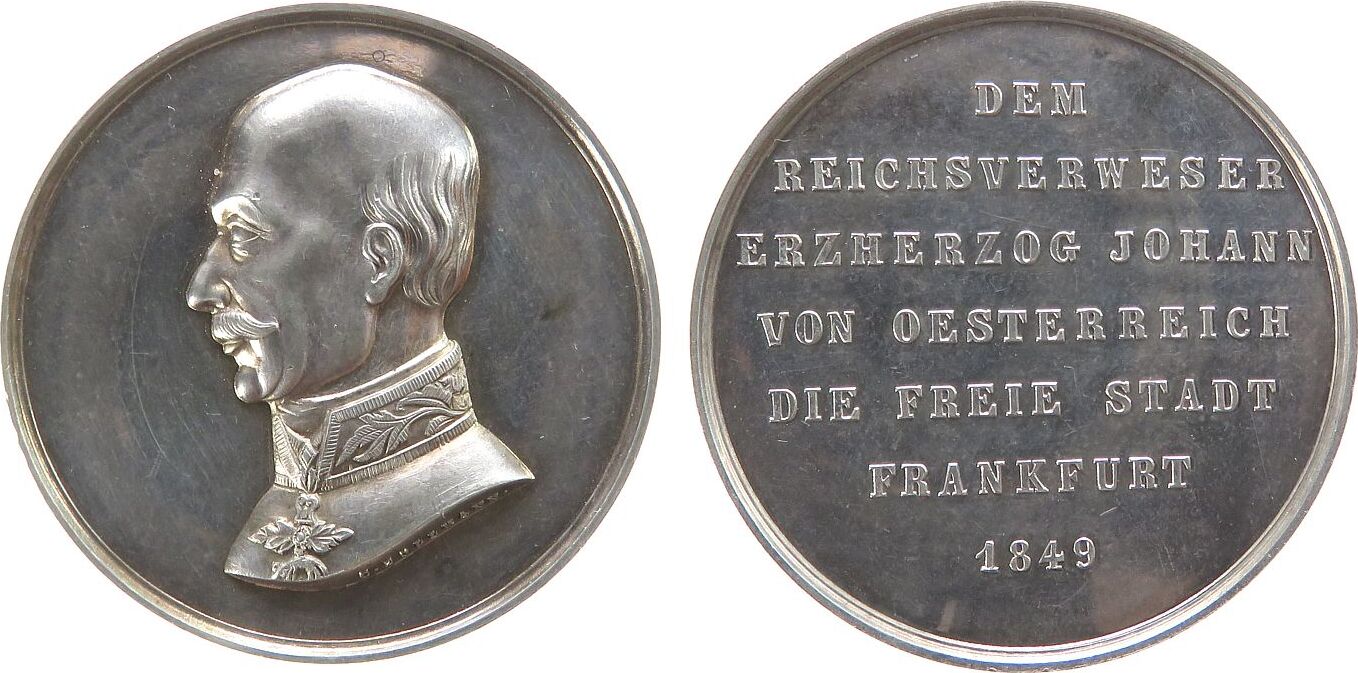 DEM
REICHSVERWESER
ERZHERZOG JOHANN
VON OESTERREICH
DIE FREIE STADT
FRANKFURT
1849